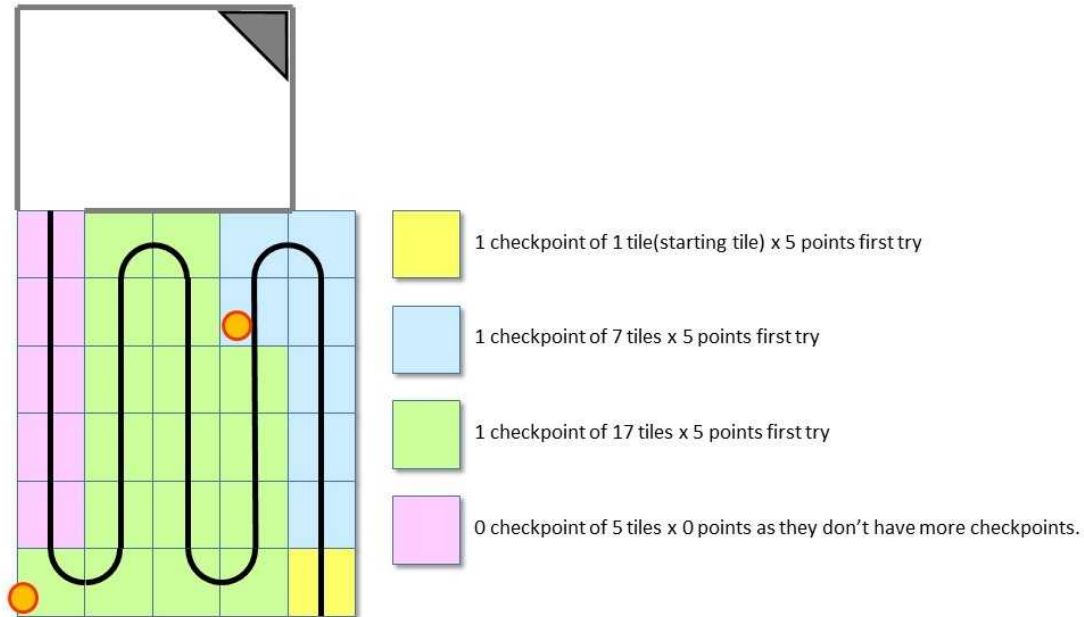 1 checkpoint of 1 tile(starting tile) x 5 points first try
1 checkpoint of 7 tiles x 5 points first try
1 checkpoint of 17 tiles x 5 points first try
0 checkpoint of 5 tiles x 0 points as they don’t have more checkpoints.